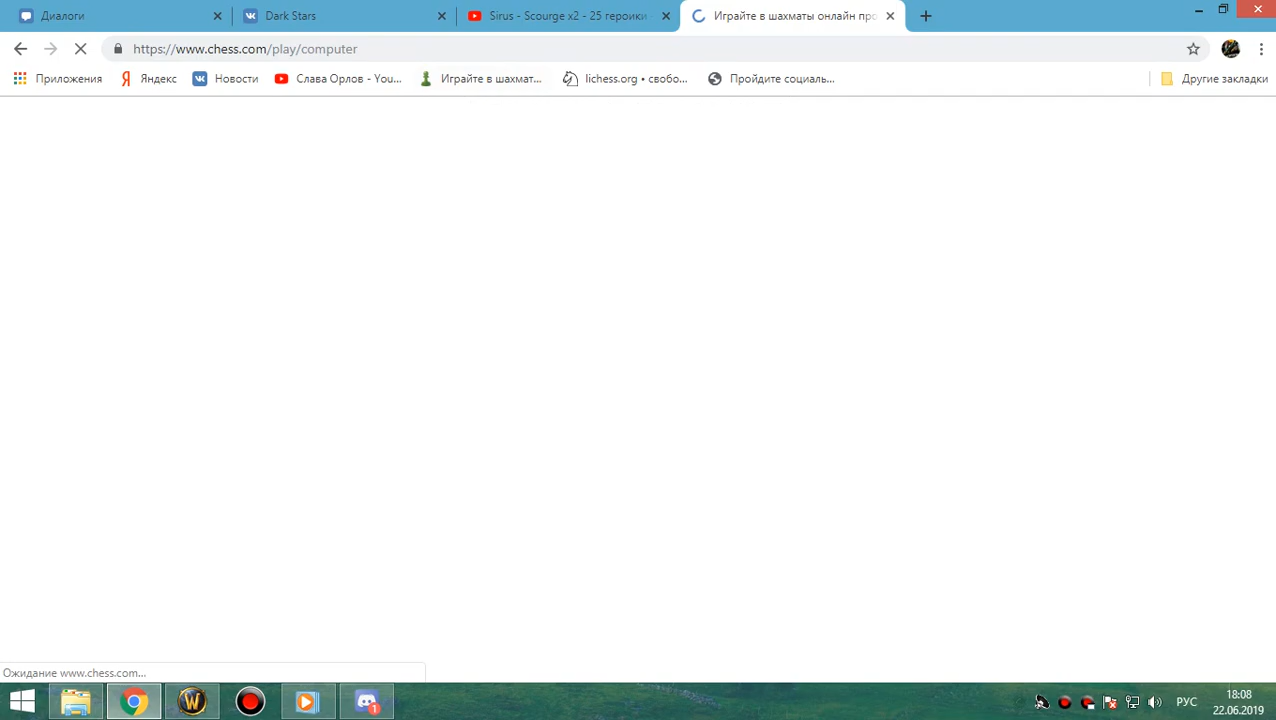 Диалоги
Dark Stars
Sirus - Scourge x2 - 25 героики -
Играйте в шахматы онлайн про
https://www.chess.com/play/computer
Приложения
Яндекс
Новости
Слава Орлов - You...
Играйте в шахмат...
lichess.org • свобо...
Пройдите социаль...
Другие закладки
Ожидание www.chess.com...
1
РУС
18:08
22.06.2019